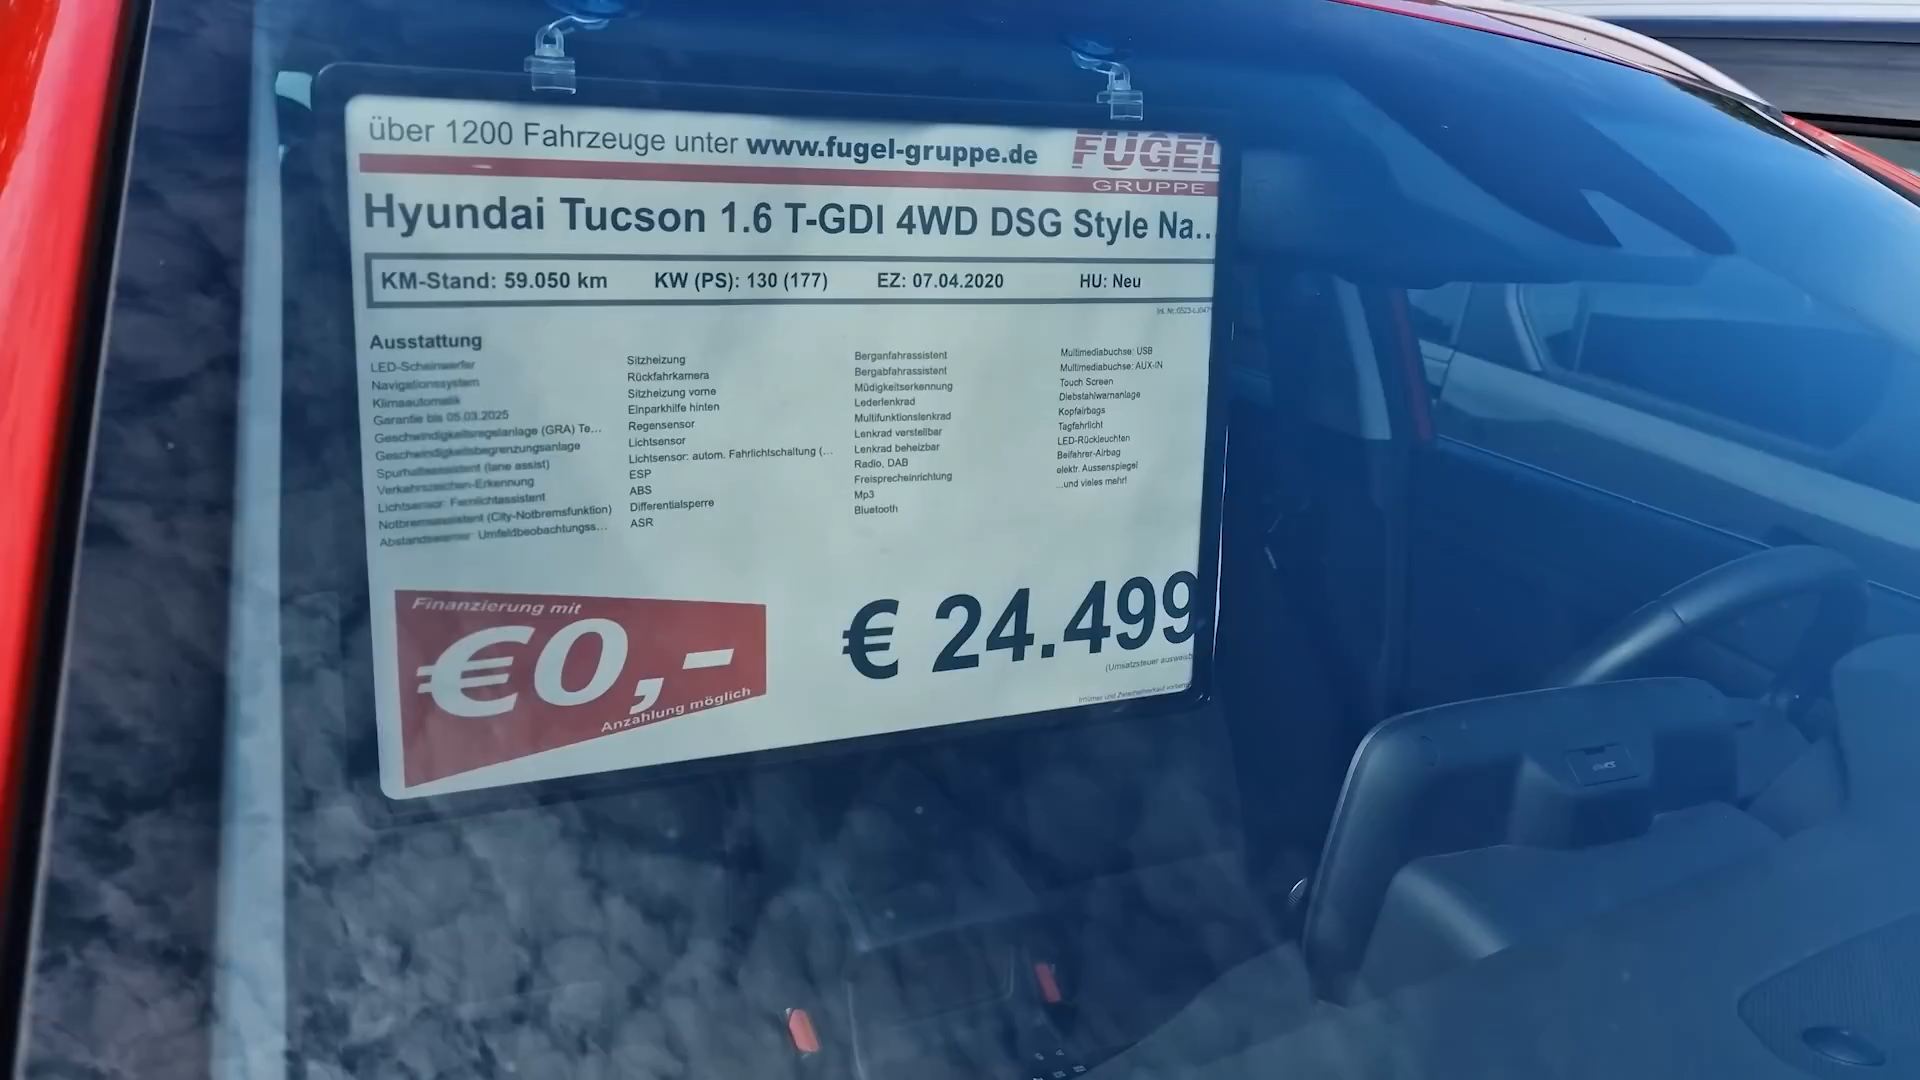 über 1200 Fahrzeuge unter www.fugel-gruppe.de
FUGEL
GRUPPE
Hyundai Tucson 1.6 T-GDI 4WD DSG Style Na...
KM-Stand: 59.050 km KW (PS): 130 (177) EZ: 07.04.2020 HU: Neu
Ausstattung
LED-Scheinwerfer
Navigationssystem
Klimaautomatik
Garantie bis 05.03.2025
Geschwindigkeitsregelanlage (GRA) Te...
Geschwindigkeitsbegrenzungsanlage
Spurhalteassistent (lane assist)
Verkehrszeichen-Erkennung
Lichtsensor: Fernlichtassistent
Notbremsassistent (City-Notbremsfunktion)
Abstandswarner: Umfeldbeobachtungss...
Sitzheizung
Rückfahrkamera
Sitzheizung vorne
Einparkhilfe hinten
Regensensor
Lichtsensor
Lichtsensor: autom. Fahrlichtschaltung (...
ESP
ABS
Differentialsperre
ASR
Berganfahrassistent
Bergabfahrassistent
Müdigkeitserkennung
Lederlenkrad
Multifunktionslenkrad
Lenkrad verstellbar
Lenkrad beheizbar
Radio, DAB
Freisprecheinrichtung
Mp3
Bluetooth
Multimediabuchse: USB
Multimediabuchse: AUX-IN
Touch Screen
Diebstahlwarnanlage
Kopfairbags
Tagfahrlicht
LED-Rückleuchten
Beifahrer-Airbag
elektr. Aussenspiegel
...und vieles mehr!
Finanzierung mit
€0,-
Anzahlung möglich
€ 24.499
(Umsatzsteuer ausweisb